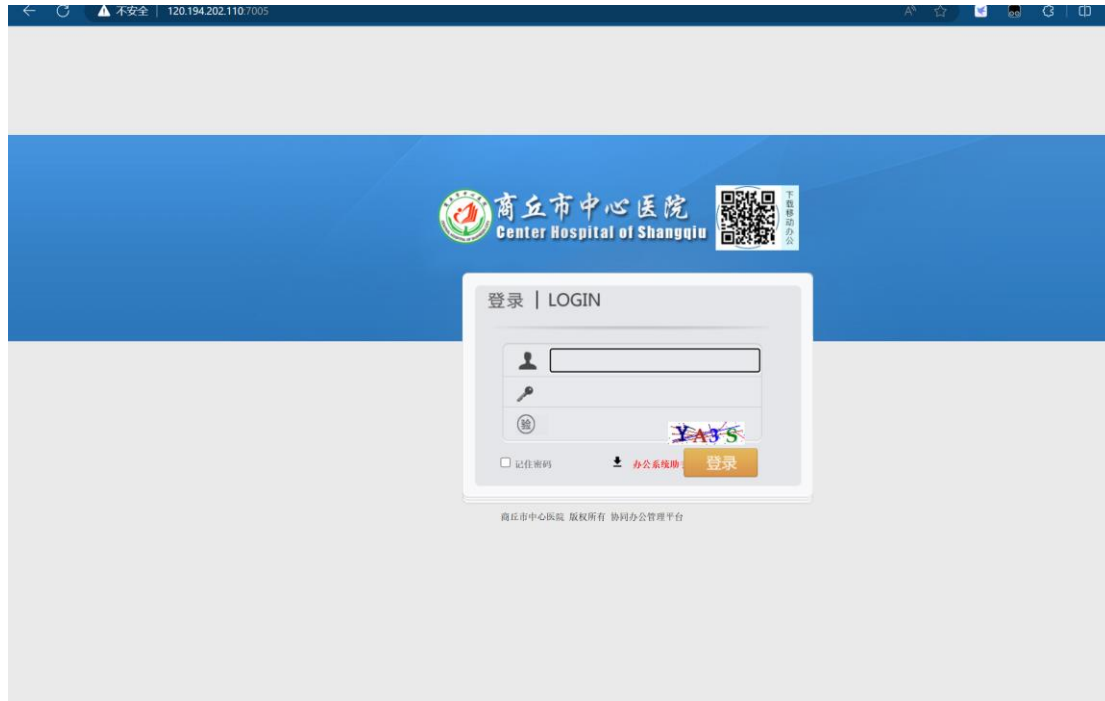 不安全 | 120.194.202.110:7005
商丘市中心医院
Center Hospital of Shangqiu
下载移动办公
登录 | LOGIN
验
YA3S
记住密码
办公系统助
登录
商丘市中心医院 版权所有 协同办公管理平台